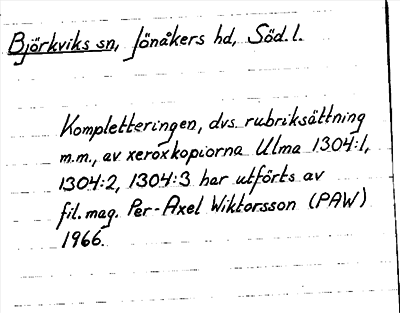 Björkviks sn, Jönåkers hd, Söd. l.
Kompletteringen, dvs. rubriksättning
m.m., av xeroxkopiorna Ulma 1304:1,
1304:2, 1304:3 har utförts av
fil. mag. Per-Axel Wiktorsson (PAW)
1966.